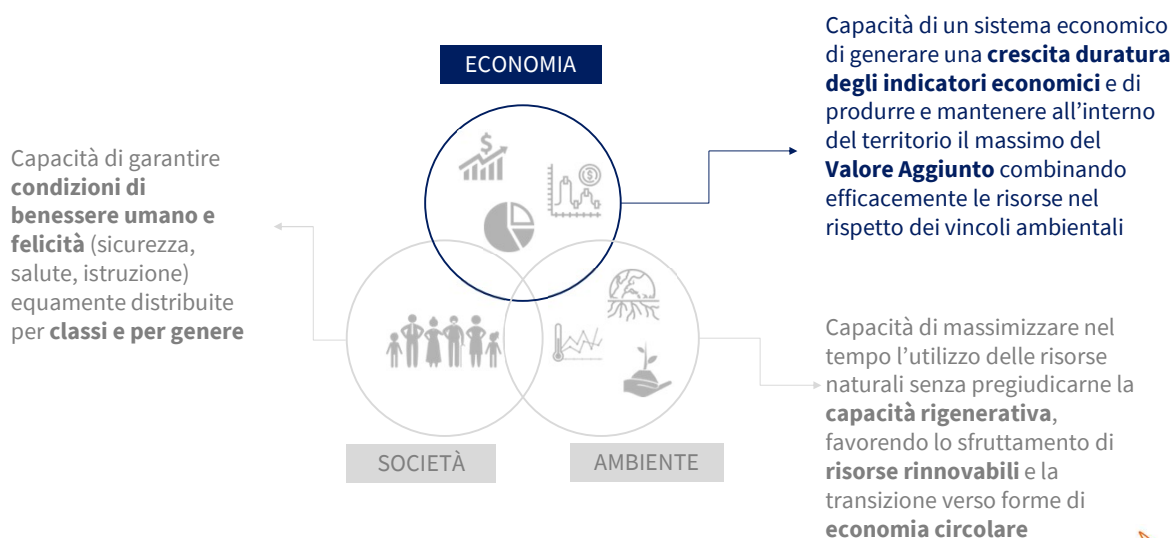 ECONOMIA
Capacità di un sistema economico
di generare una crescita duratura
degli indicatori economici e di
produrre e mantenere all'interno
del territorio il massimo del
Valore Aggiunto combinando
efficacemente le risorse nel
rispetto dei vincoli ambientali
Capacità di garantire
condizioni di
benessere umano e
felicità (sicurezza,
salute, istruzione)
equamente distribuite
per classi e per genere
Capacità di massimizzare nel
tempo l'utilizzo delle risorse
naturali senza pregiudicarne la
capacità rigenerativa,
favorendo lo sfruttamento di
risorse rinnovabili e la
transizione verso forme di
economia circolare
SOCIETÀ
AMBIENTE